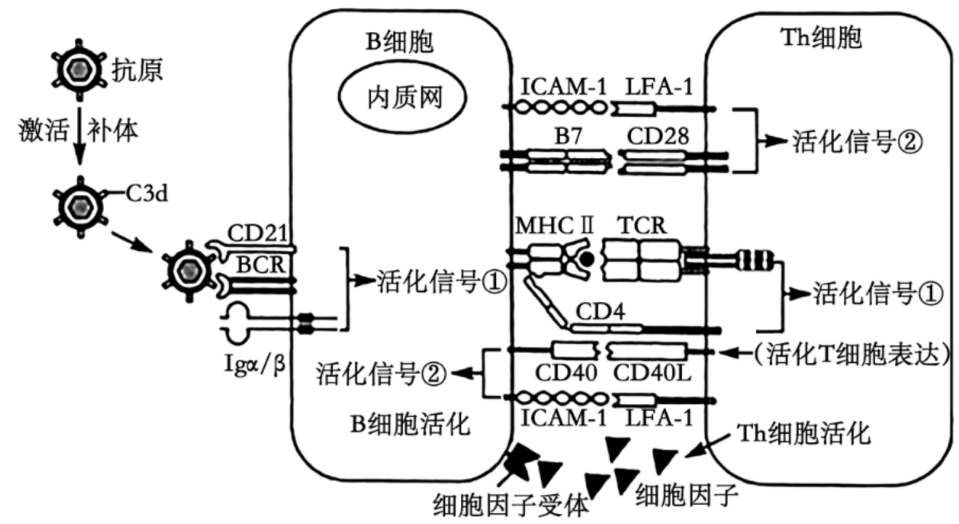 B细胞
Th细胞
抗原
内质网
ICAM-1 LFA-1
激活 补体
B7 CD28
活化信号②
C3d
CD21
MHCⅡ TCR
BCR
活化信号①
活化信号①
CD4
Igα/β
(活化T细胞表达)
活化信号②
CD40 CD40L
B细胞活化
ICAM-1 LFA-1
Th细胞活化
细胞因子受体
细胞因子